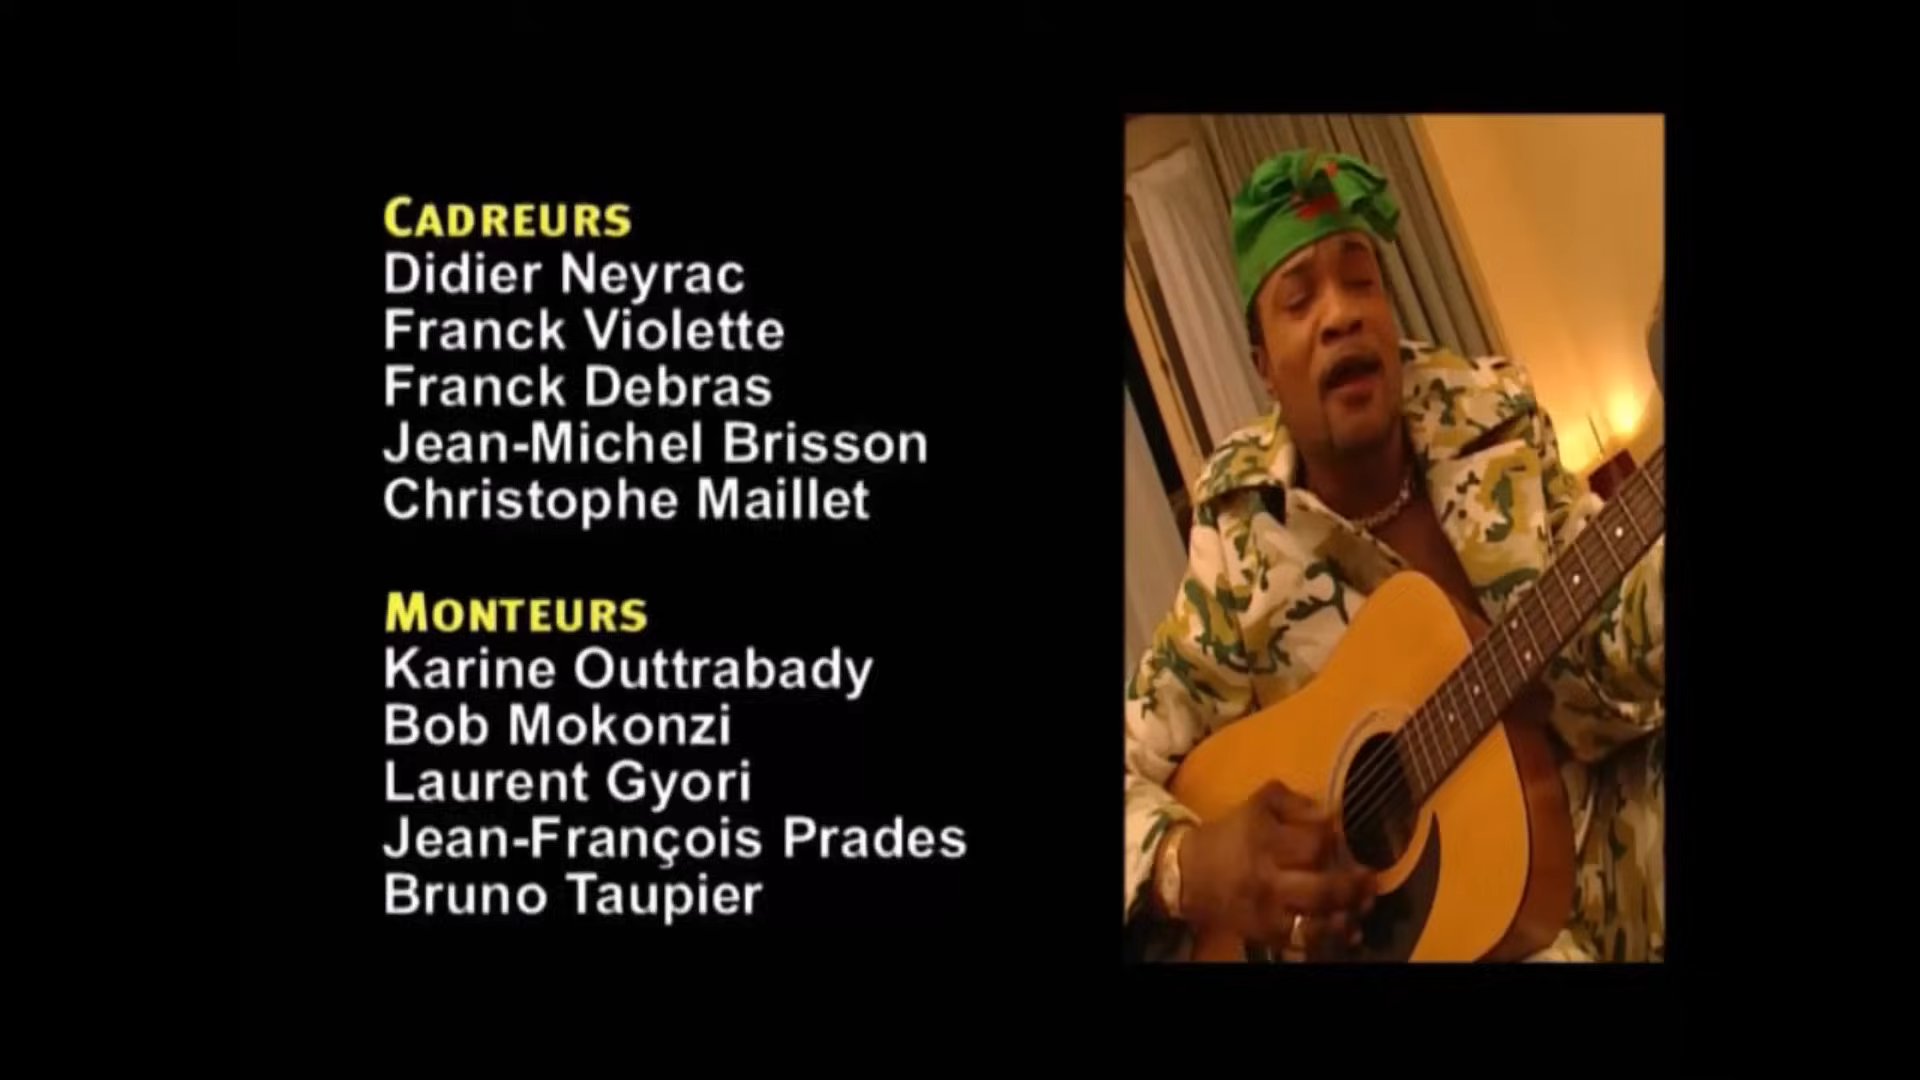 CADREURS
Didier Neyrac
Franck Violette
Franck Debras
Jean-Michel Brisson
Christophe Maillet
MONTEURS
Karine Outtrabady
Bob Mokonzi
Laurent Gyori
Jean-François Prades
Bruno Taupier